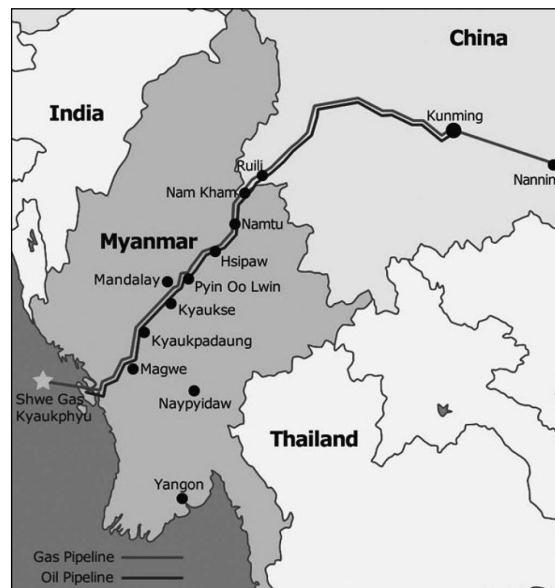 China
India
Kunming
Ruili
Nannin
Nam Kham
Namtu
Myanmar
Hsipaw
Mandalay
Pyin Oo Lwin
Kyaukse
Kyaukpadaung
Magwe
Shwe Gas
Kyaukphyu
Naypyidaw
Thailand
Yangon
Gas Pipeline
Oil Pipeline